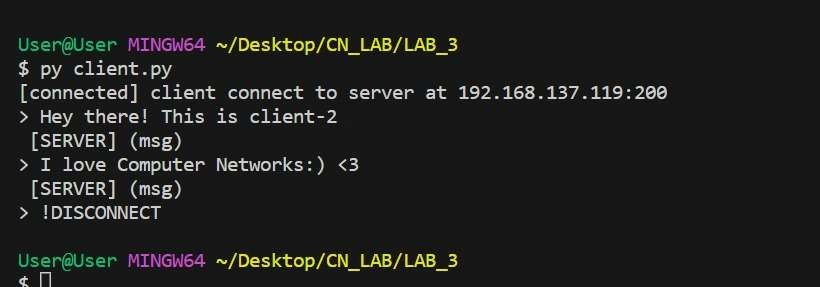 User@User MINGW64 ~/Desktop/CN_LAB/LAB_3
$ py client.py
[connected] client connect to server at 192.168.137.119:200
> Hey there! This is client-2
[SERVER] (msg)
> I love Computer Networks:) <3
[SERVER] (msg)
> !DISCONNECT
User@User MINGW64 ~/Desktop/CN_LAB/LAB_3
$